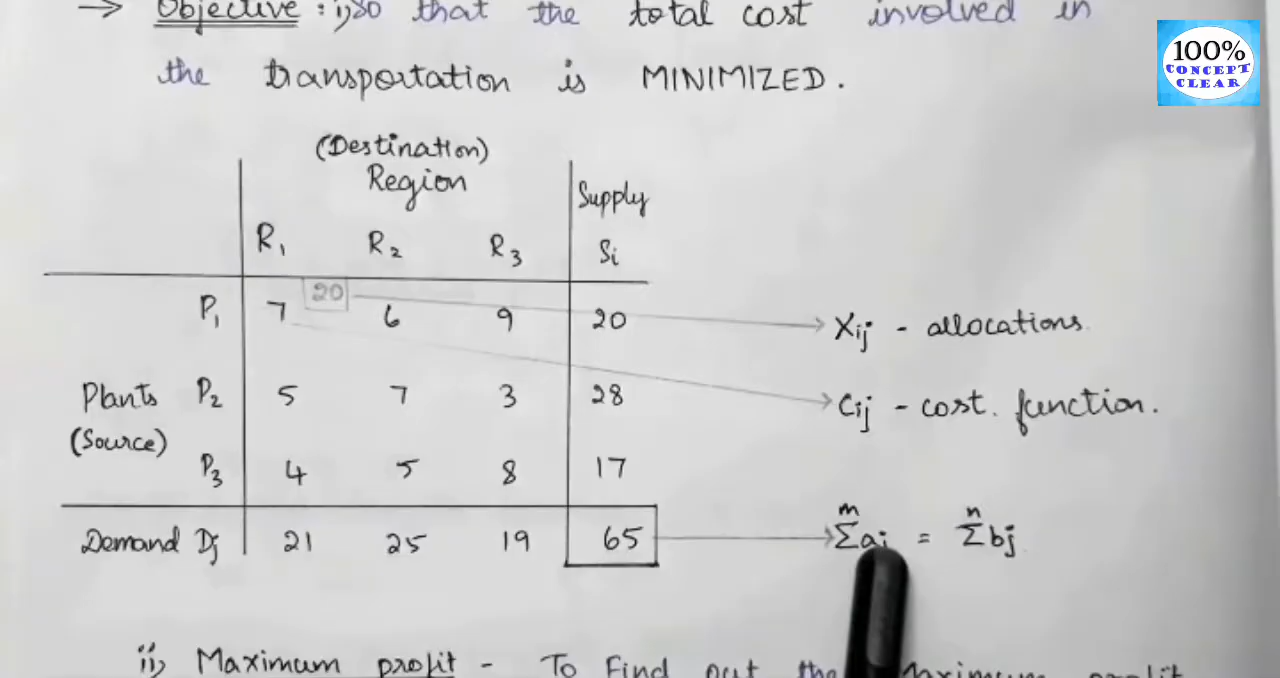 → Objective : i) So that the total cost involved in
the transportation is MINIMIZED.
100%
CONCEPT
CLEAR
(Destination)
Region
Supply
R1 R2 R3 Si
P1 7 20 6 9 20
Xij - allocations.
Plants P2 5 7 3 28
Cij - cost. function.
(Source)
P3 4 5 8 17
Demand Dj 21 25 19 65
m n
Σai = Σbj
ii) Maximum profit - To Find out the Maximum profit